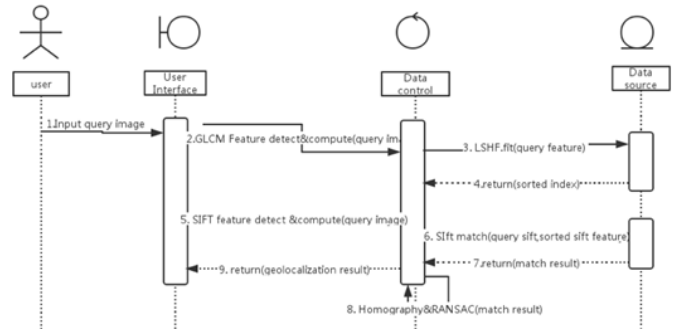 user
User
Interface
Data
control
Data
source
1.Input query image
2.GLCM Feature detect&compute(query im
3. LSHF.fit(query feature)
4.return(sorted index)
5. SIFT feature detect &compute(query image)
6. SIft match(query sift,sorted sift feature)
7.return(match result)
9. return(geolocalization result)
8. Homography&RANSAC(match result)